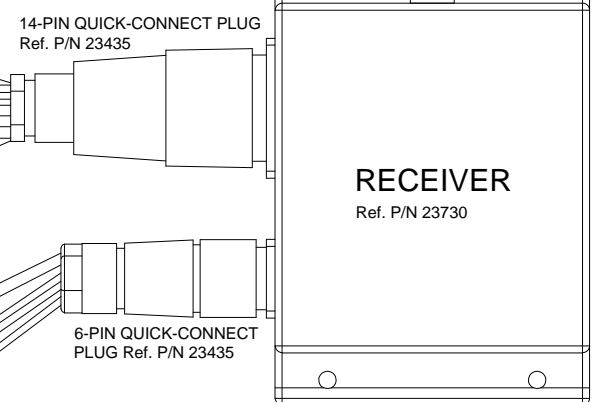 14-PIN QUICK-CONNECT PLUG
Ref. P/N 23435
RECEIVER
Ref. P/N 23730
6-PIN QUICK-CONNECT
PLUG Ref. P/N 23435